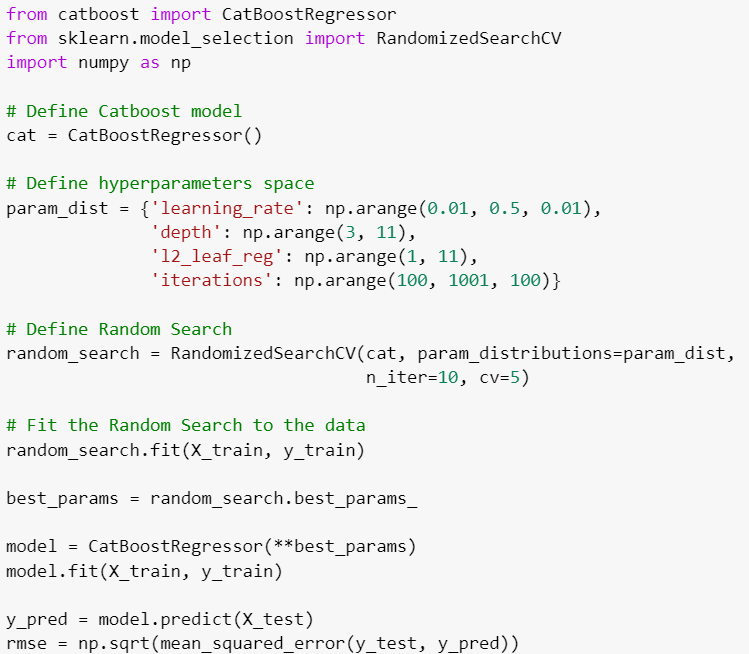 from catboost import CatBoostRegressor
from sklearn.model_selection import RandomizedSearchCV
import numpy as np

# Define Catboost model
cat = CatBoostRegressor()

# Define hyperparameters space
param_dist = {'learning_rate': np.arange(0.01, 0.5, 0.01),
              'depth': np.arange(3, 11),
              'l2_leaf_reg': np.arange(1, 11),
              'iterations': np.arange(100, 1001, 100)}

# Define Random Search
random_search = RandomizedSearchCV(cat, param_distributions=param_dist,
                                   n_iter=10, cv=5)

# Fit the Random Search to the data
random_search.fit(X_train, y_train)

best_params = random_search.best_params_

model = CatBoostRegressor(**best_params)
model.fit(X_train, y_train)

y_pred = model.predict(X_test)
rmse = np.sqrt(mean_squared_error(y_test, y_pred))